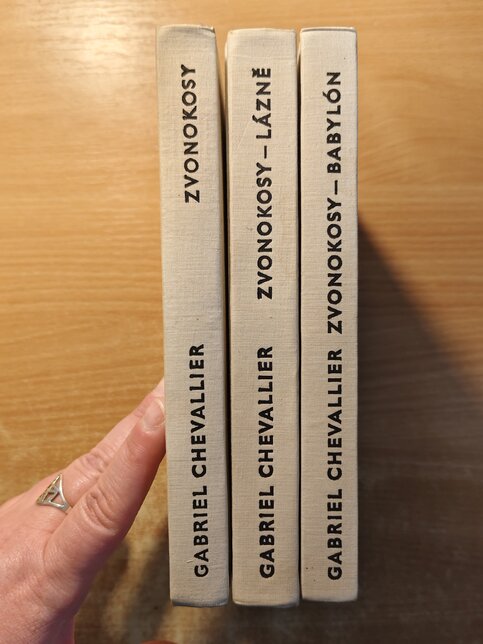 GABRIEL CHEVALLIER ZVONOKOSY
GABRIEL CHEVALLIER ZVONOKOSY – LÁZNĚ
GABRIEL CHEVALLIER ZVONOKOSY – BABYLÓN